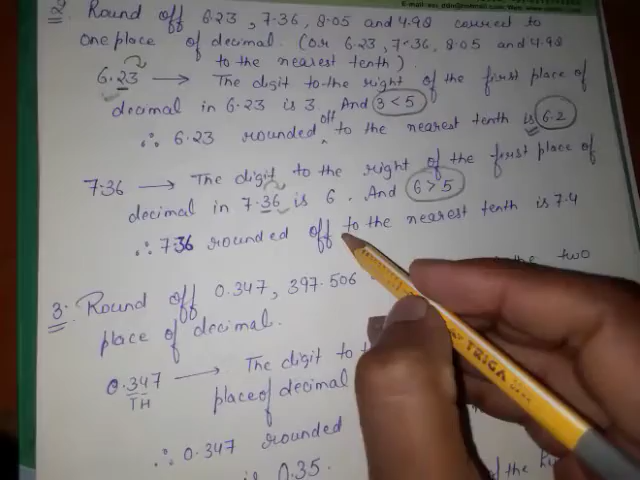 2. Round off 6.23, 7.36, 8.05 and 4.98 correct to
one place of decimal. (or 6.23, 7.36, 8.05 and 4.98
to the nearest tenth)
6.23 → The digit to the right of the first place of
decimal in 6.23 is 3. And 3 < 5
∴ 6.23 rounded off to the nearest tenth is 6.2
7.36 → The digit to the right of the first place of
decimal in 7.36 is 6. And 6 > 5
∴ 7.36 rounded off to the nearest tenth is 7.4
3. Round off 0.347, 397.506 the two
place of decimal.
0.347 → The digit to
TH place of decimal
∴ 0.347 rounded
is 0.35. of the
TRIGA